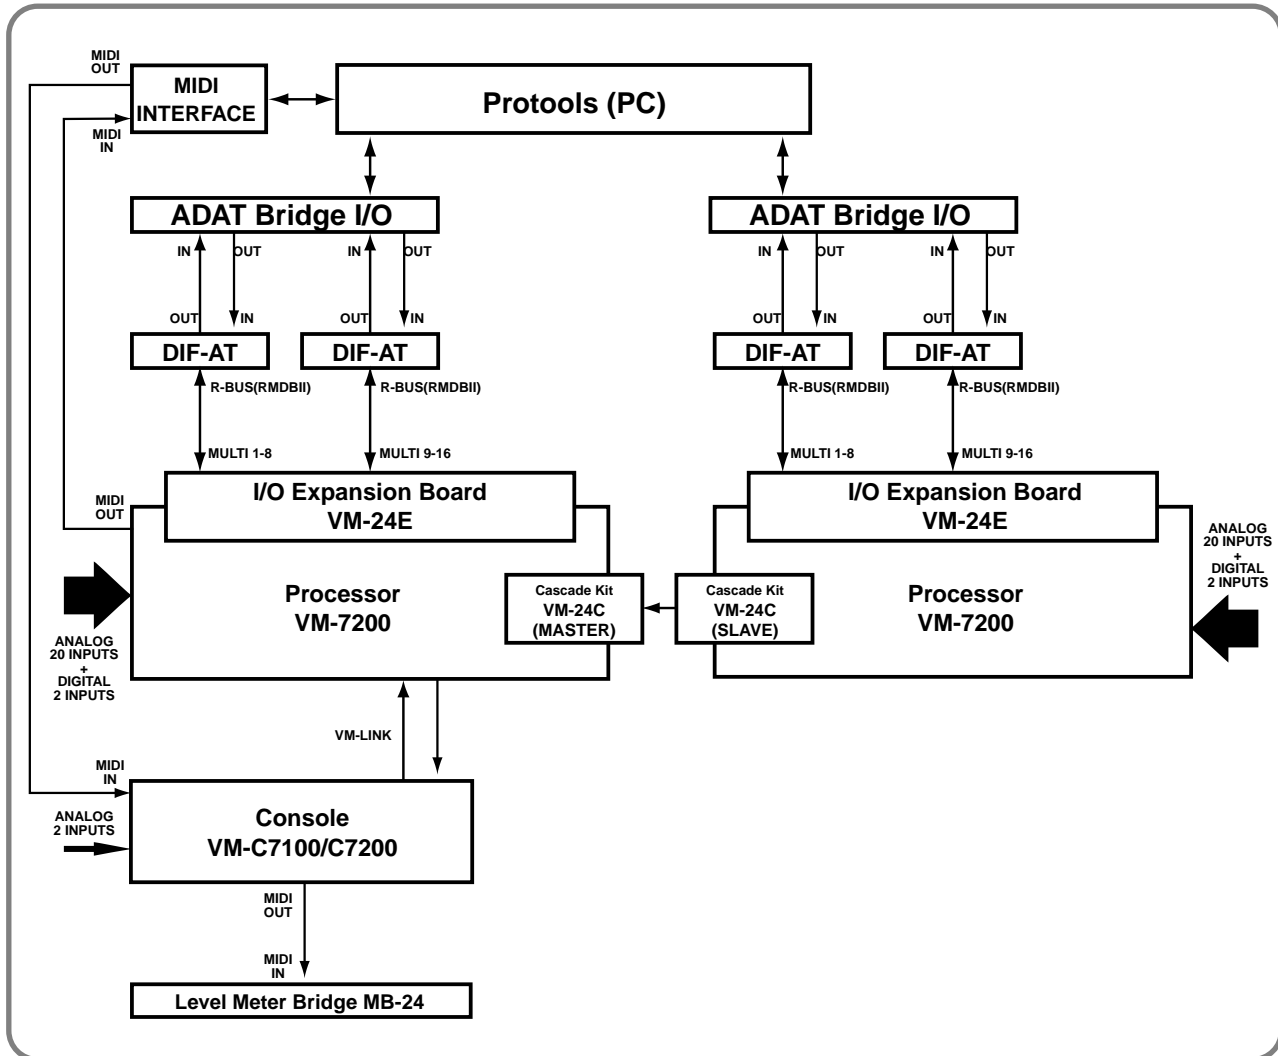 MIDI
OUT
MIDI
INTERFACE
MIDI
IN
Protools (PC)
ADAT Bridge I/O
ADAT Bridge I/O
IN
OUT
IN
OUT
IN
OUT
IN
OUT
OUT
IN
OUT
IN
OUT
IN
OUT
IN
DIF-AT
DIF-AT
DIF-AT
DIF-AT
R-BUS(RMDBII)
R-BUS(RMDBII)
R-BUS(RMDBII)
R-BUS(RMDBII)
MULTI 1-8
MULTI 9-16
MULTI 1-8
MULTI 9-16
I/O Expansion Board
VM-24E
I/O Expansion Board
VM-24E
MIDI
OUT
Processor
VM-7200
Cascade Kit
VM-24C
(MASTER)
Cascade Kit
VM-24C
(SLAVE)
Processor
VM-7200
ANALOG
20 INPUTS
+
DIGITAL
2 INPUTS
ANALOG
20 INPUTS
+
DIGITAL
2 INPUTS
VM-LINK
MIDI
IN
ANALOG
2 INPUTS
Console
VM-C7100/C7200
MIDI
OUT
MIDI
IN
Level Meter Bridge MB-24